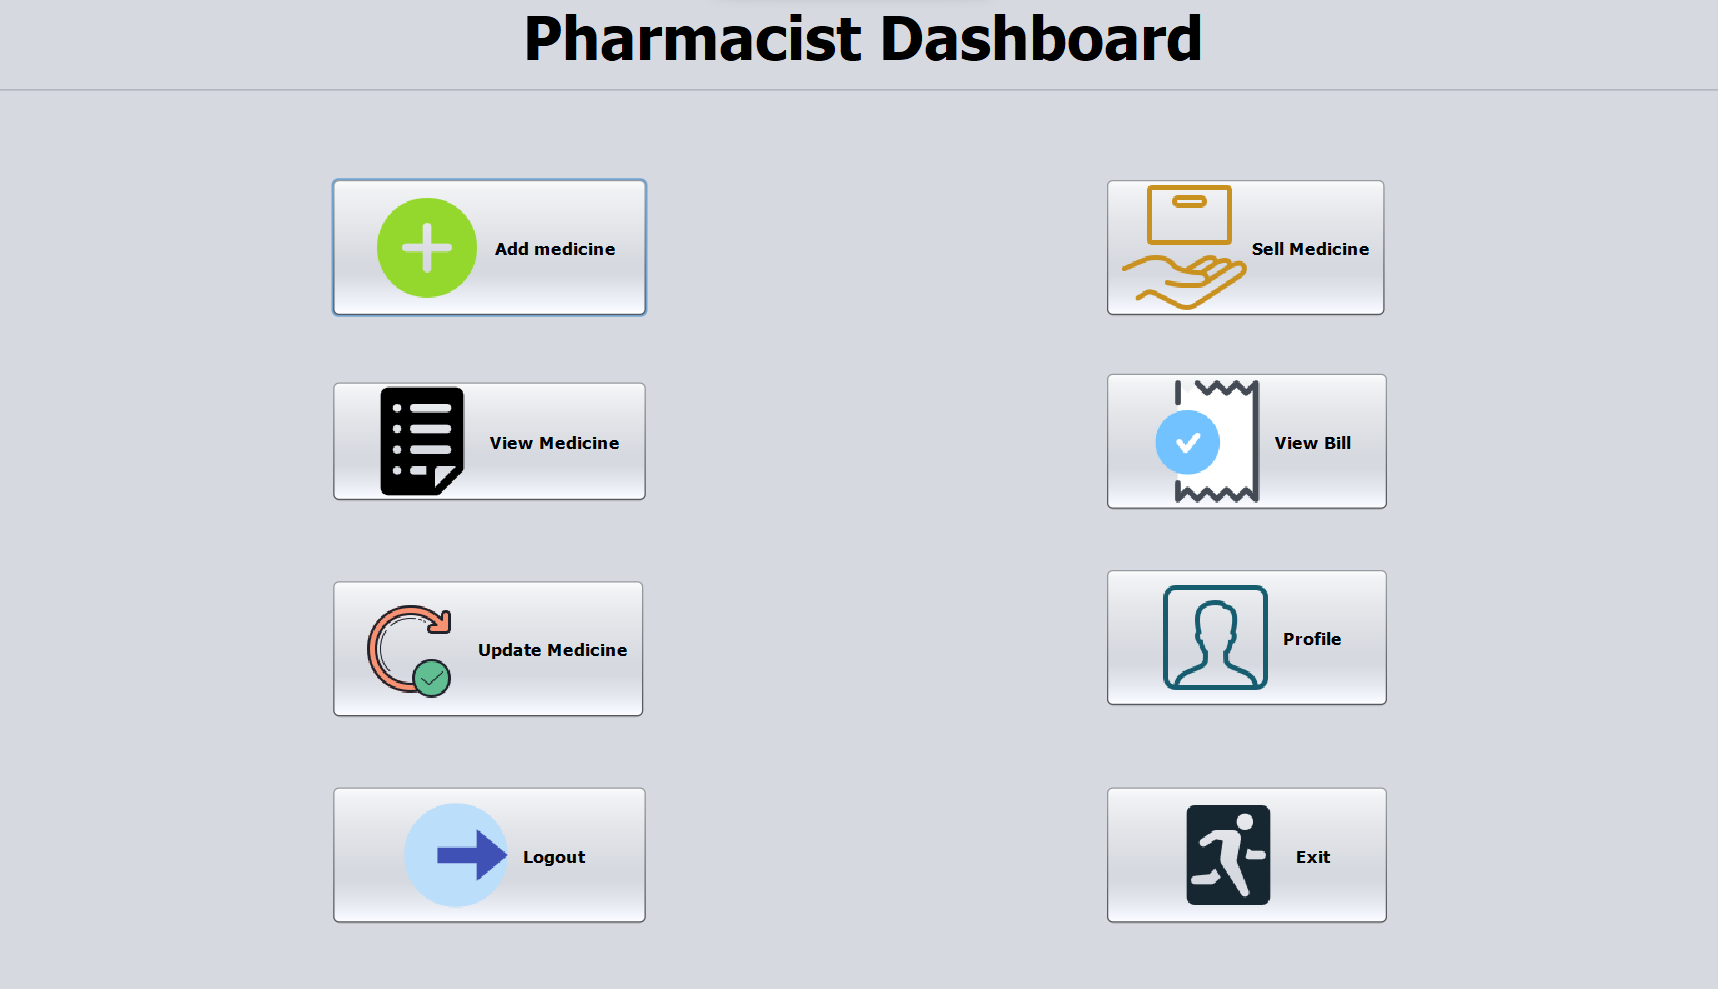 Pharmacist Dashboard
Add medicine
Sell Medicine
View Medicine
View Bill
Update Medicine
Profile
Logout
Exit